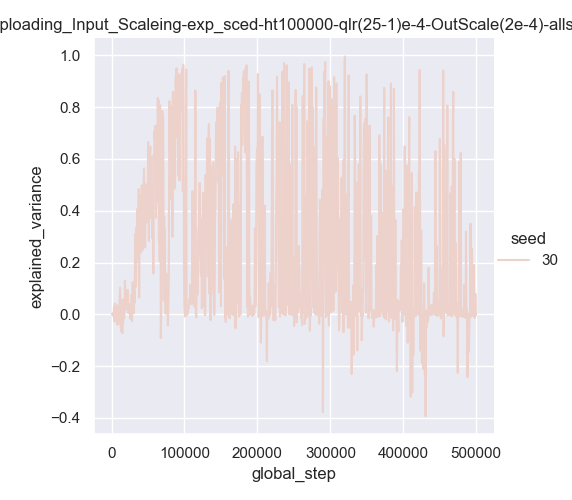 ploading_Input_Scaleing-exp_sced-ht100000-qlr(25-1)e-4-OutScale(2e-4)-alls
1.0
0.8
0.6
0.4
0.2
0.0
−0.2
−0.4
explained_variance
0 100000 200000 300000 400000 500000
global_step
seed
30